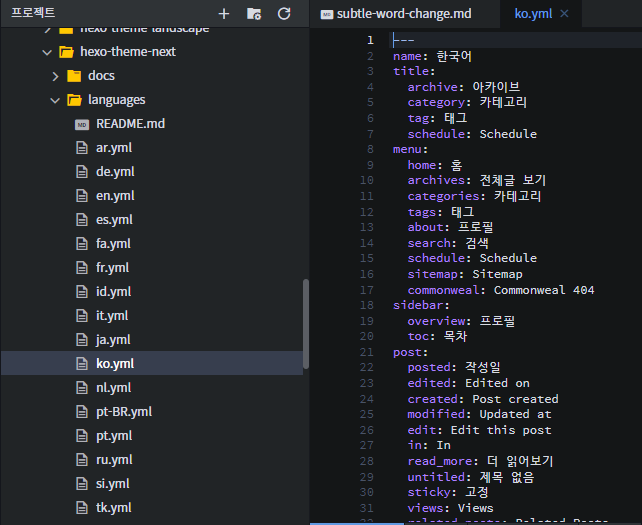 프로젝트
hexo-theme-landscape
hexo-theme-next
docs
languages
MD README.md
ar.yml
de.yml
en.yml
es.yml
fa.yml
fr.yml
id.yml
it.yml
ja.yml
ko.yml
nl.yml
pt-BR.yml
pt.yml
ru.yml
si.yml
tk.yml
MD subtle-word-change.md
ko.yml
1 ---
2 name: 한국어
3 title:
4 archive: 아카이브
5 category: 카테고리
6 tag: 태그
7 schedule: Schedule
8 menu:
9 home: 홈
10 archives: 전체글 보기
11 categories: 카테고리
12 tags: 태그
13 about: 프로필
14 search: 검색
15 schedule: Schedule
16 sitemap: Sitemap
17 commonweal: Commonweal 404
18 sidebar:
19 overview: 프로필
20 toc: 목차
21 post:
22 posted: 작성일
23 edited: Edited on
24 created: Post created
25 modified: Updated at
26 edit: Edit this post
27 in: In
28 read_more: 더 읽어보기
29 untitled: 제목 없음
30 sticky: 고정
31 views: Views
32 related_posts: Related Posts